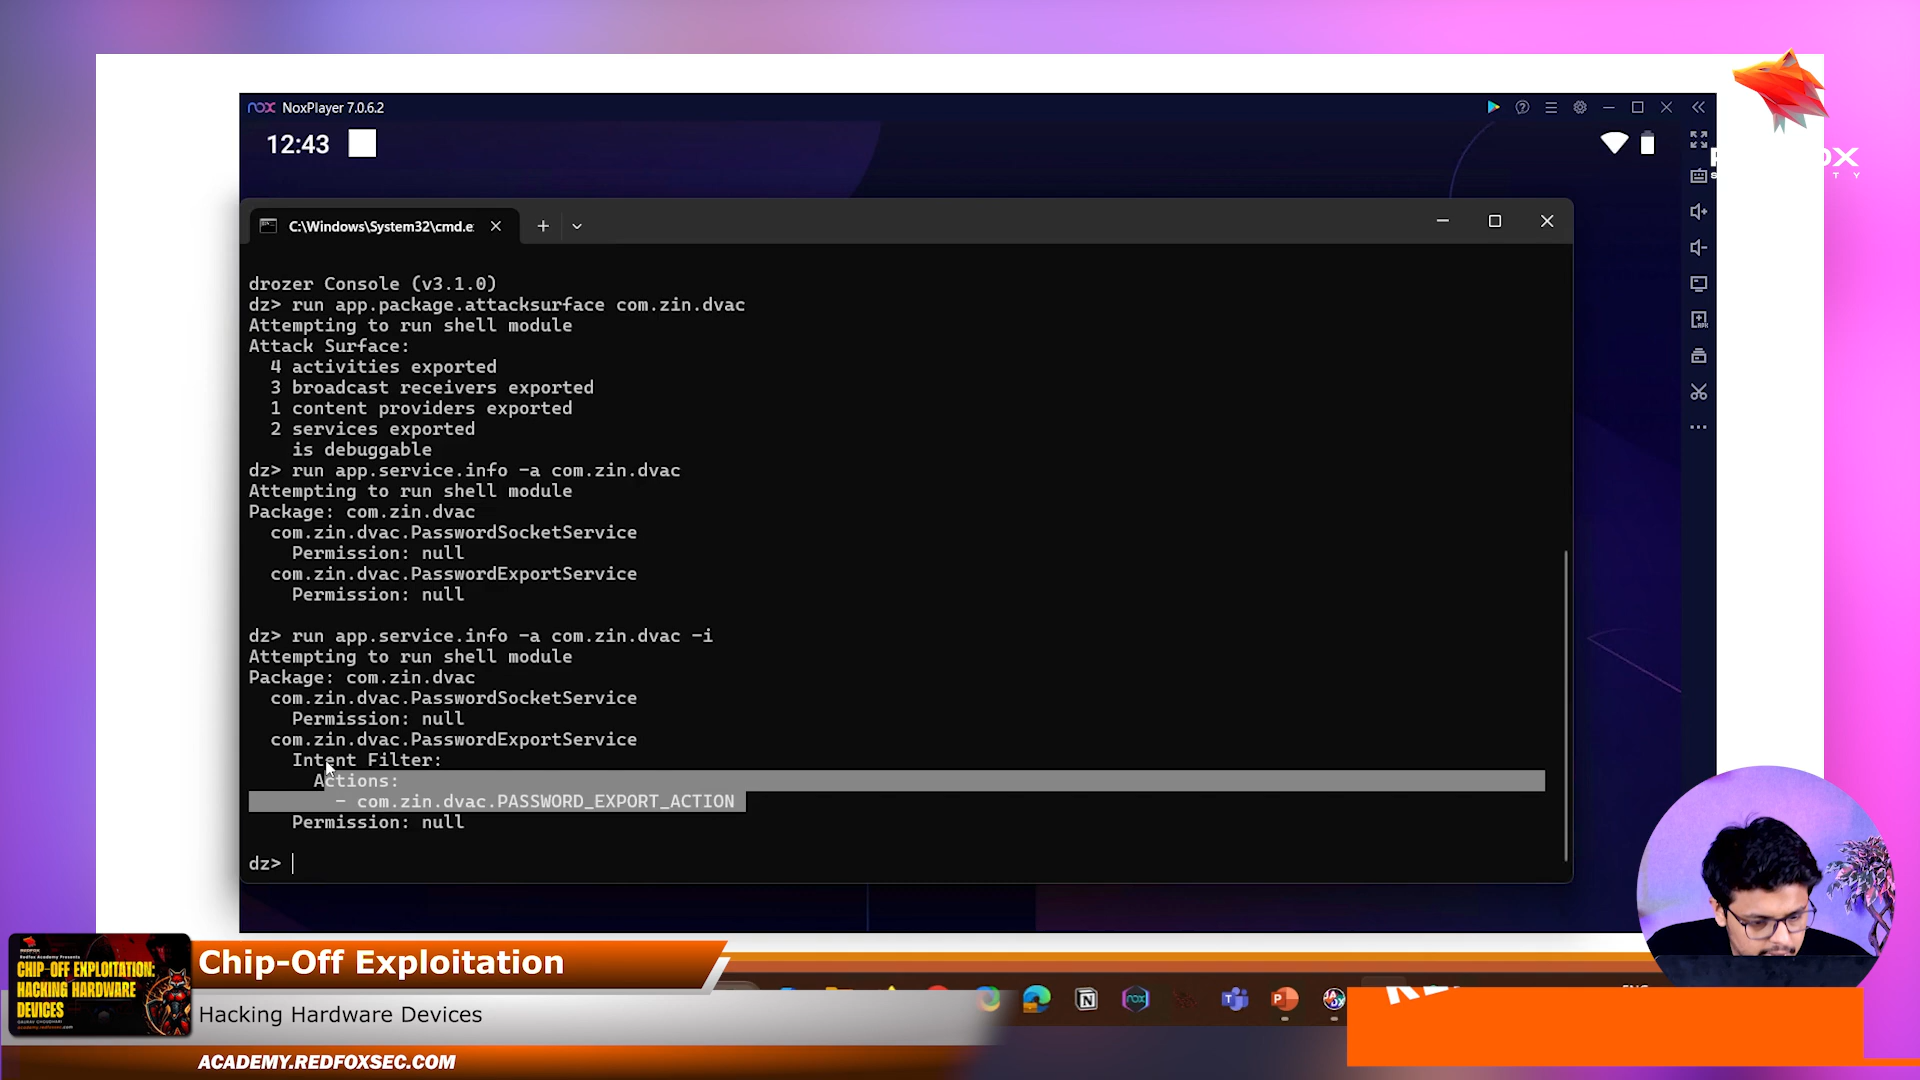 nox NoxPlayer 7.0.6.2
12:43
C:\Windows\System32\cmd.e
drozer Console (v3.1.0)
dz> run app.package.attacksurface com.zin.dvac
Attempting to run shell module
Attack Surface:
4 activities exported
3 broadcast receivers exported
1 content providers exported
2 services exported
is debuggable
dz> run app.service.info -a com.zin.dvac
Attempting to run shell module
Package: com.zin.dvac
com.zin.dvac.PasswordSocketService
Permission: null
com.zin.dvac.PasswordExportService
Permission: null
dz> run app.service.info -a com.zin.dvac -i
Attempting to run shell module
Package: com.zin.dvac
com.zin.dvac.PasswordSocketService
Permission: null
com.zin.dvac.PasswordExportService
Intent Filter:
Actions:
- com.zin.dvac.PASSWORD_EXPORT_ACTION
Permission: null
dz>
Redfox Academy Presents
CHIP-OFF EXPLOITATION:
HACKING HARDWARE
DEVICES
Chip-Off Exploitation
Hacking Hardware Devices
ACADEMY.REDFOXSEC.COM